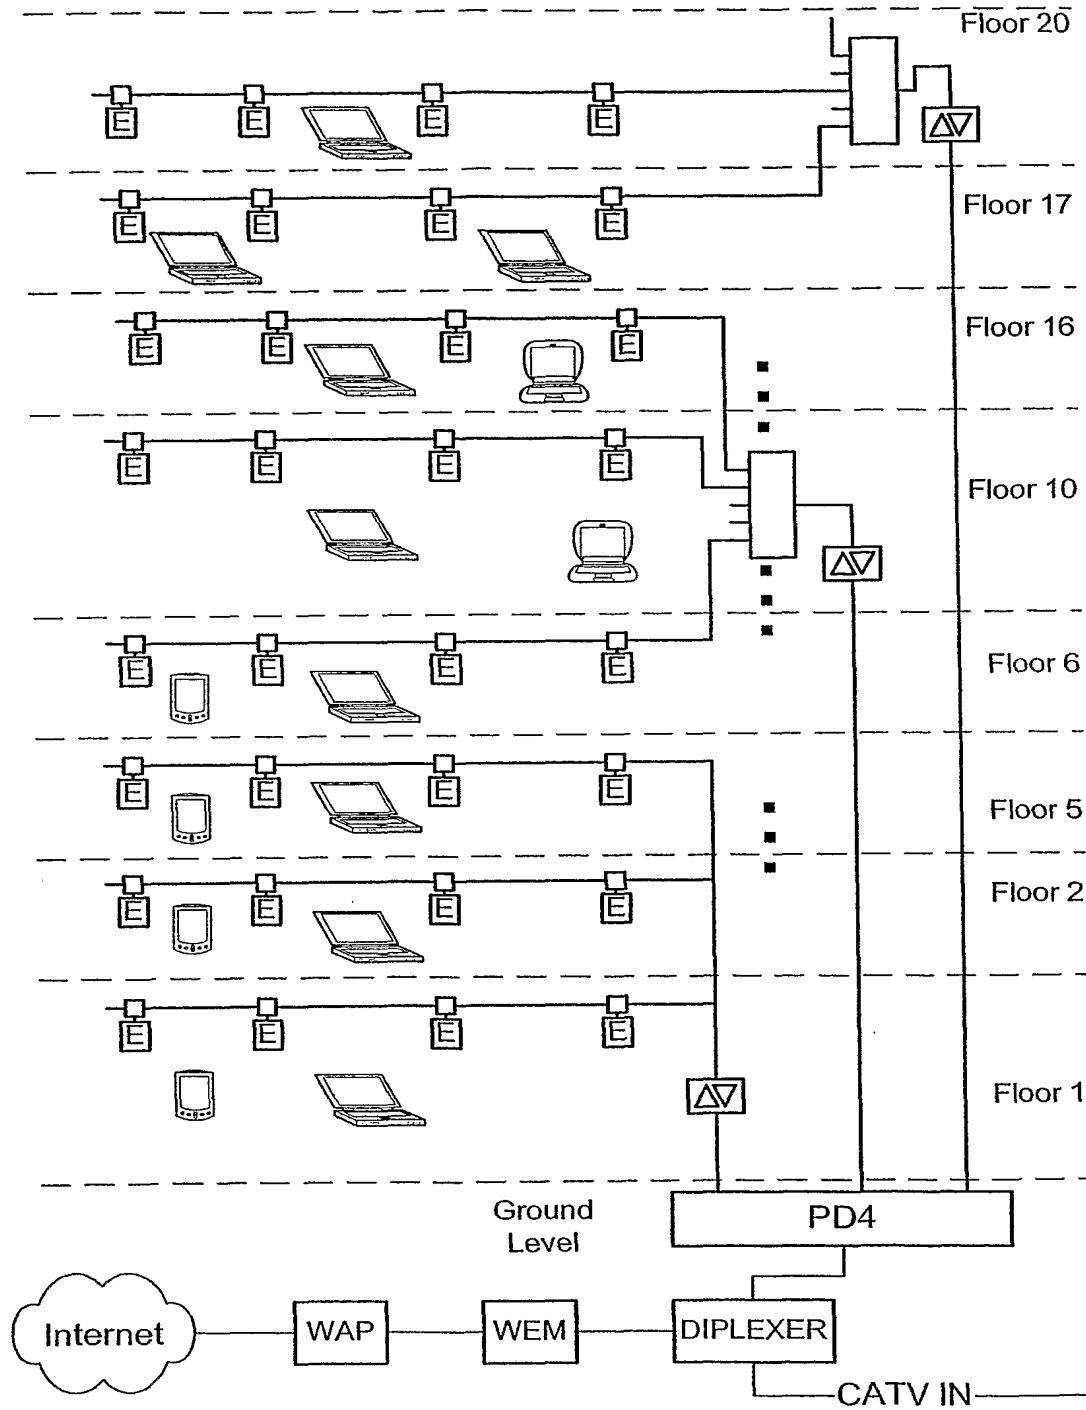 Floor 20
E E E E
Floor 17
E E E E
Floor 16
E E E E
Floor 10
E E E E
Floor 6
E E E E
Floor 5
E E E E
Floor 2
E E E E
Floor 1
E E E E
Ground
Level
PD4
Internet
WAP
WEM
DIPLEXER
CATV IN